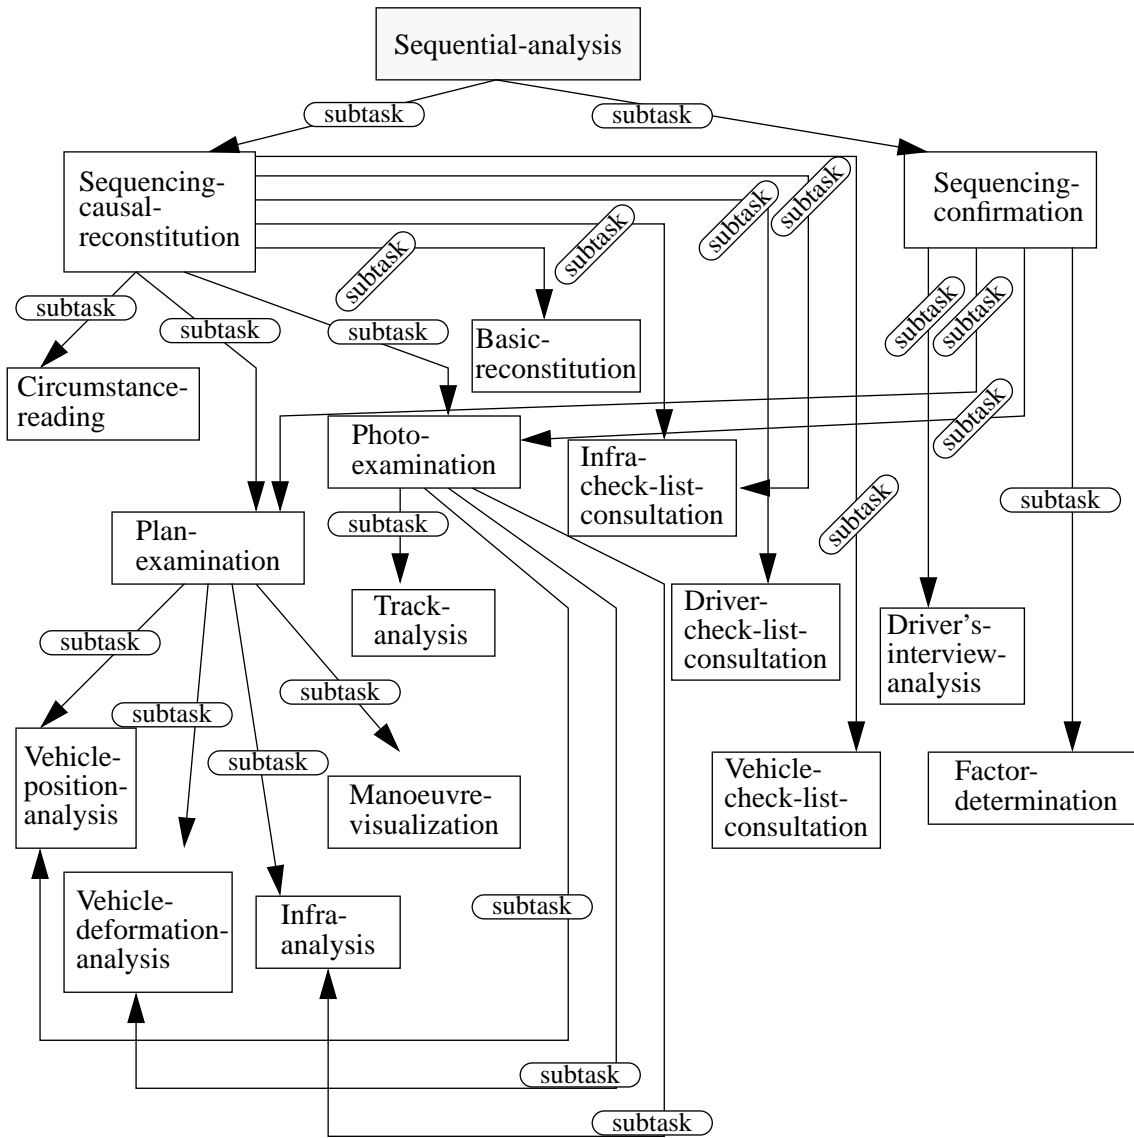 Sequential-analysis
subtask
subtask
Sequencing-
causal-
reconstitution
Sequencing-
confirmation
subtask
subtask
subtask
subtask
subtask
subtask
subtask
subtask
subtask
subtask
Basic-
reconstitution
Circumstance-
reading
subtask
Photo-
examination
Infra-
check-list-
consultation
subtask
subtask
subtask
Plan-
examination
Track-
analysis
Driver-
check-list-
consultation
Driver's-
interview-
analysis
subtask
subtask
subtask
subtask
Vehicle-
position-
analysis
Manoeuvre-
visualization
Vehicle-
check-list-
consultation
Factor-
determination
Vehicle-
deformation-
analysis
Infra-
analysis
subtask
subtask
subtask